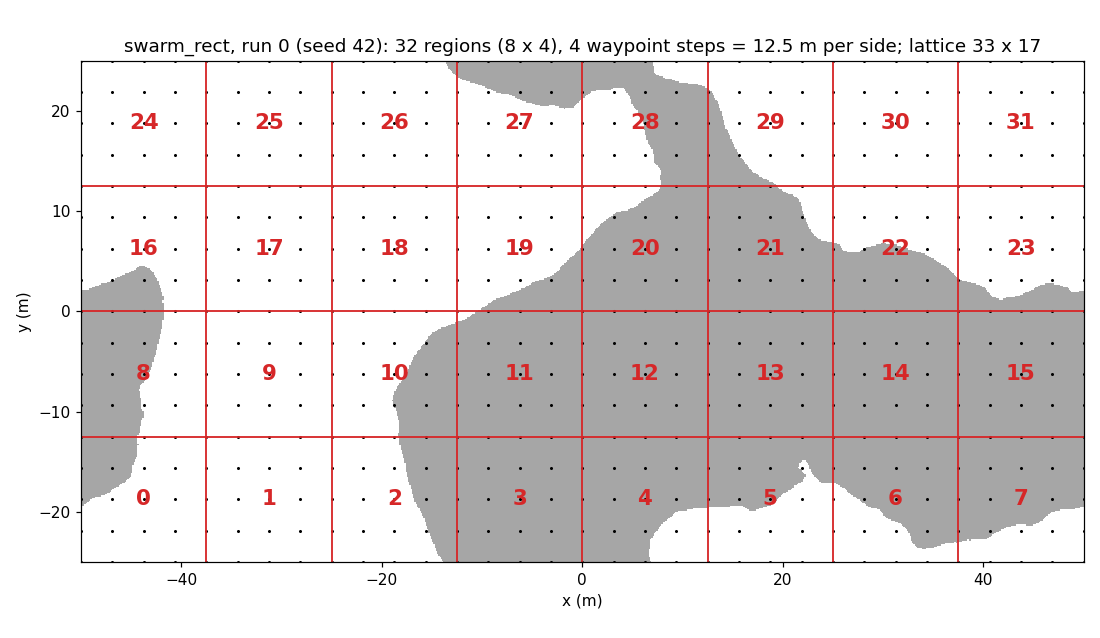 swarm_rect, run 0 (seed 42): 32 regions (8 x 4), 4 waypoint steps = 12.5 m per side; lattice 33 x 17
20
24 25 26 27 28 29 30 31
10
16 17 18 19 20 21 22 23
0
8 9 10 11 12 13 14 15
−10
0 1 2 3 4 5 6 7
−20
−40 −20 0 20 40
x (m)
y (m)